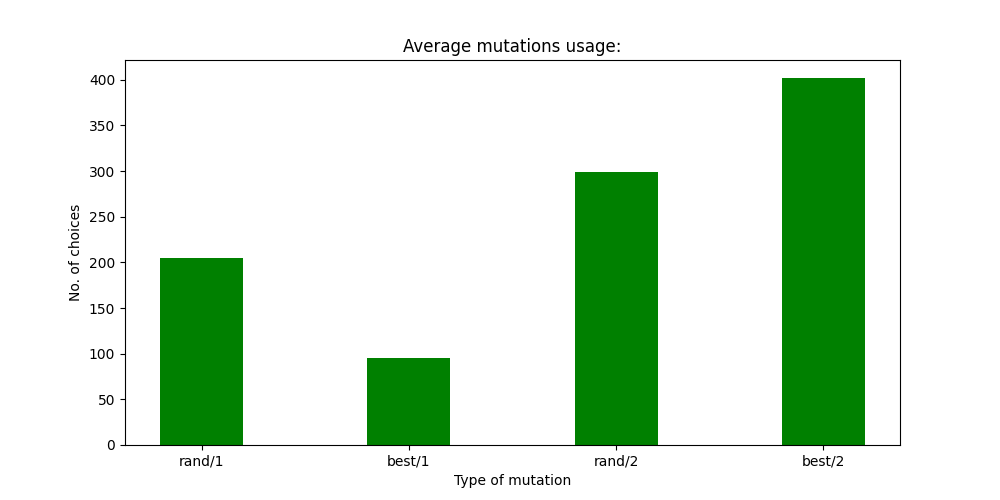 Average mutations usage:
400
350
300
250
200
150
100
50
0
No. of choices
rand/1
best/1
rand/2
best/2
Type of mutation